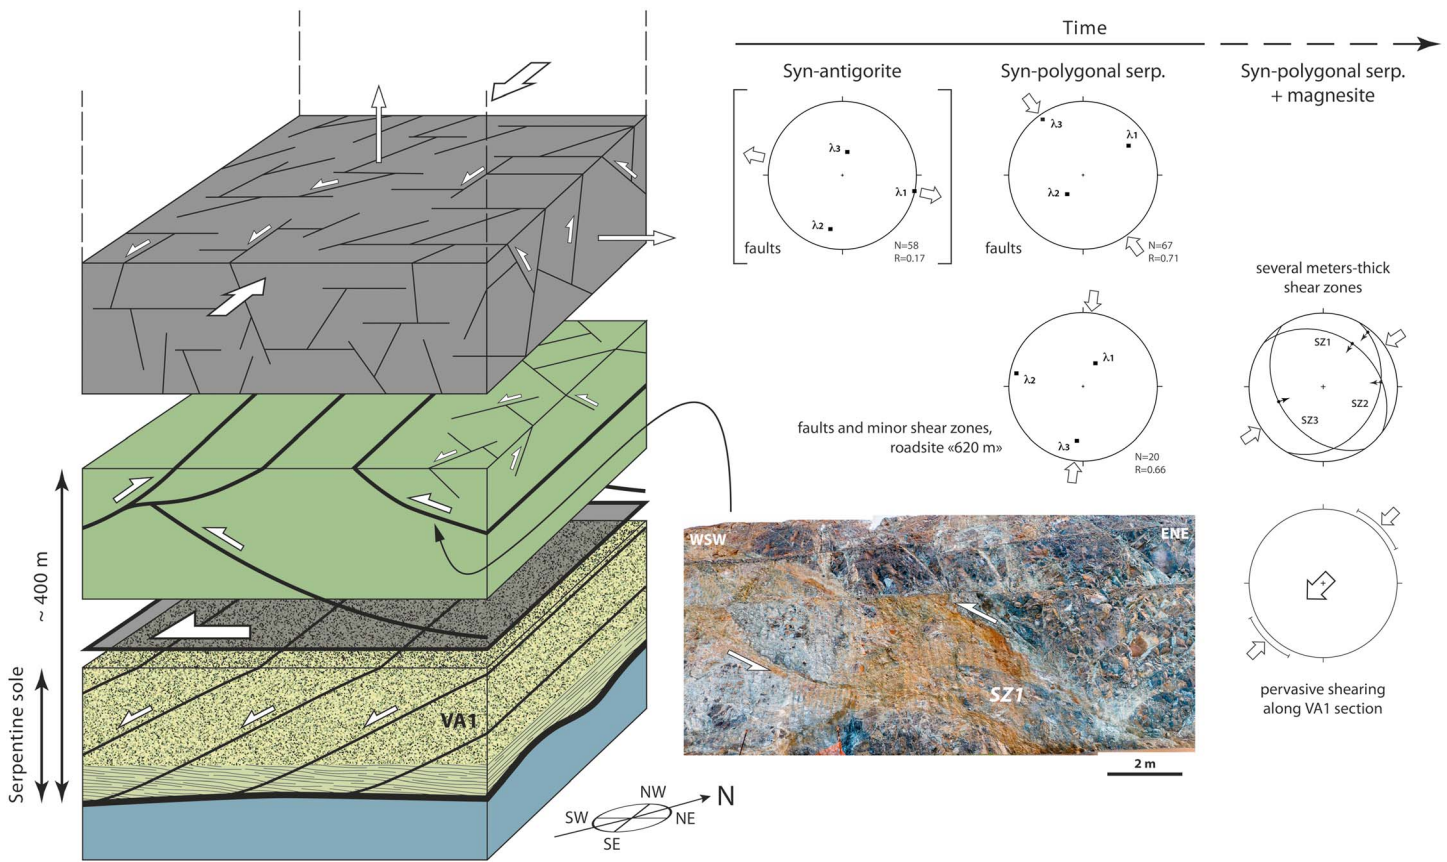 Time
Syn-antigorite
Syn-polygonal serp.
Syn-polygonal serp.
+ magnesite
λ3
λ1
λ2
faults
N=58
R=0.17
λ3
λ1
λ2
faults
N=67
R=0.71
several meters-thick
shear zones
λ1
λ2
λ3
faults and minor shear zones,
roadsite «620 m»
N=20
R=0.66
SZ1
SZ2
SZ3
~ 400 m
Serpentine sole
VA1
WSW
ENE
SZ1
2 m
pervasive shearing
along VA1 section
N
NW
SW
NE
SE